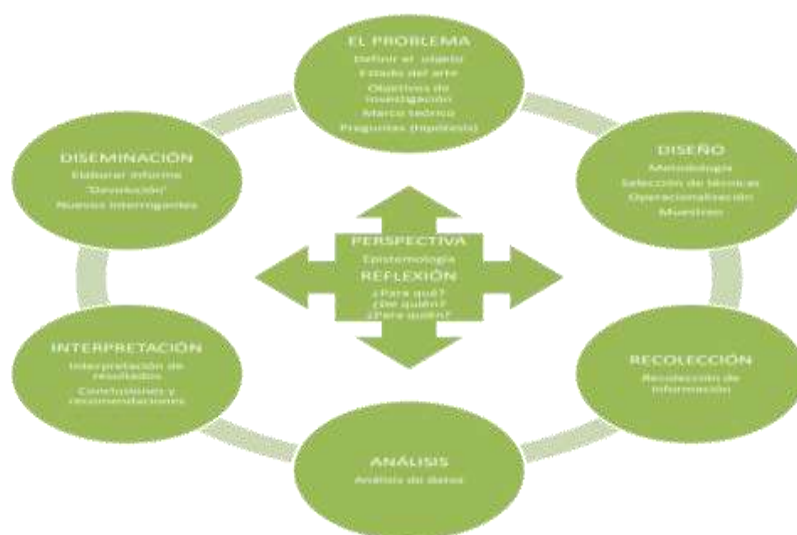 EL PROBLEMA
Definir el objeto
Estado del arte
Objetivos de
investigación
Marco teórico
Preguntas (hipótesis)
DISEÑO
Metodología
Selección de técnicas
Operacionalización
Muestreo
RECOLECCIÓN
Recolección de
información
ANÁLISIS
Análisis de datos
INTERPRETACIÓN
Interpretación de
resultados
Conclusiones y
recomendaciones
DISEMINACIÓN
Elaborar informe
'Devolución'
Nuevos interrogantes
PERSPECTIVA
Epistemología
REFLEXIÓN
¿Para qué?
¿De quién?
¿Para quién?